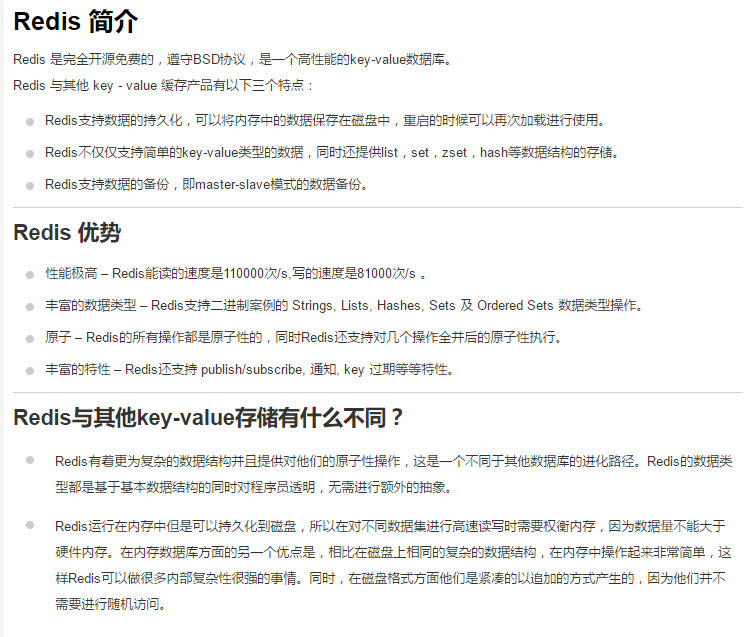 Redis 简介
Redis 是完全开源免费的，遵守BSD协议，是一个高性能的key-value数据库。
Redis 与其他 key - value 缓存产品有以下三个特点：
Redis支持数据的持久化，可以将内存中的数据保存在磁盘中，重启的时候可以再次加载进行使用。
Redis不仅仅支持简单的key-value类型的数据，同时还提供list，set，zset，hash等数据结构的存储。
Redis支持数据的备份，即master-slave模式的数据备份。
Redis 优势
性能极高 – Redis能读的速度是110000次/s,写的速度是81000次/s 。
丰富的数据类型 – Redis支持二进制案例的 Strings, Lists, Hashes, Sets 及 Ordered Sets 数据类型操作。
原子 – Redis的所有操作都是原子性的，同时Redis还支持对几个操作全并后的原子性执行。
丰富的特性 – Redis还支持 publish/subscribe, 通知, key 过期等等特性。
Redis与其他key-value存储有什么不同？
Redis有着更为复杂的数据结构并且提供对他们的原子性操作，这是一个不同于其他数据库的进化路径。Redis的数据类
型都是基于基本数据结构的同时对程序员透明，无需进行额外的抽象。
Redis运行在内存中但是可以持久化到磁盘，所以在对不同数据集进行高速读写时需要权衡内存，因为数据量不能大于
硬件内存。在内存数据库方面的另一个优点是，相比在磁盘上相同的复杂的数据结构，在内存中操作起来非常简单，这
样Redis可以做很多内部复杂性很强的事情。同时，在磁盘格式方面他们是紧凑的以追加的方式产生的，因为他们并不
需要进行随机访问。